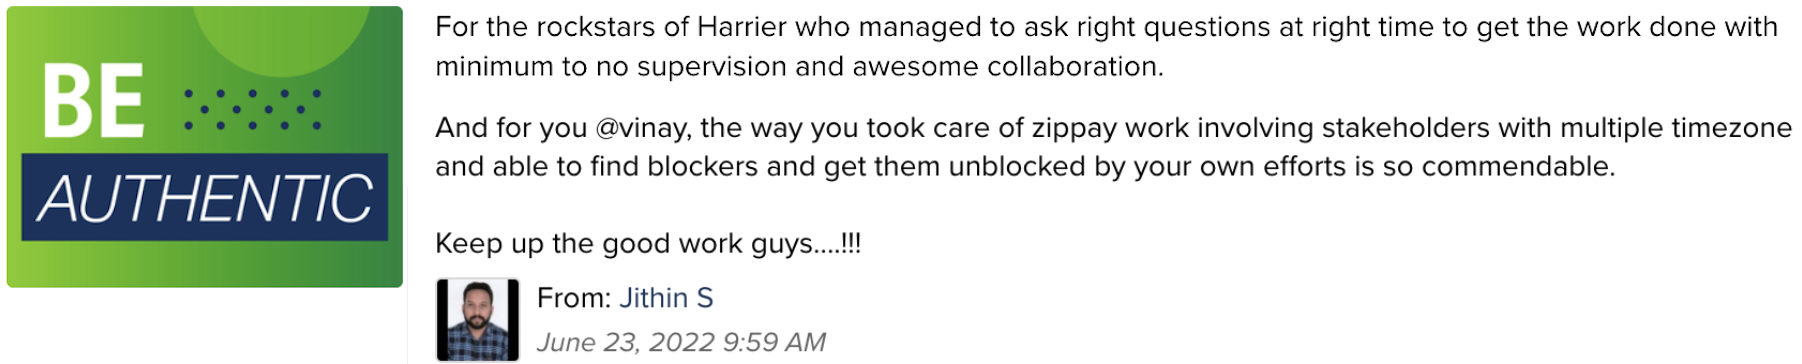 BE
AUTHENTIC
For the rockstars of Harrier who managed to ask right questions at right time to get the work done with
minimum to no supervision and awesome collaboration.
And for you @vinay, the way you took care of zippay work involving stakeholders with multiple timezone
and able to find blockers and get them unblocked by your own efforts is so commendable.
Keep up the good work guys....!!!
From: Jithin S
June 23, 2022 9:59 AM